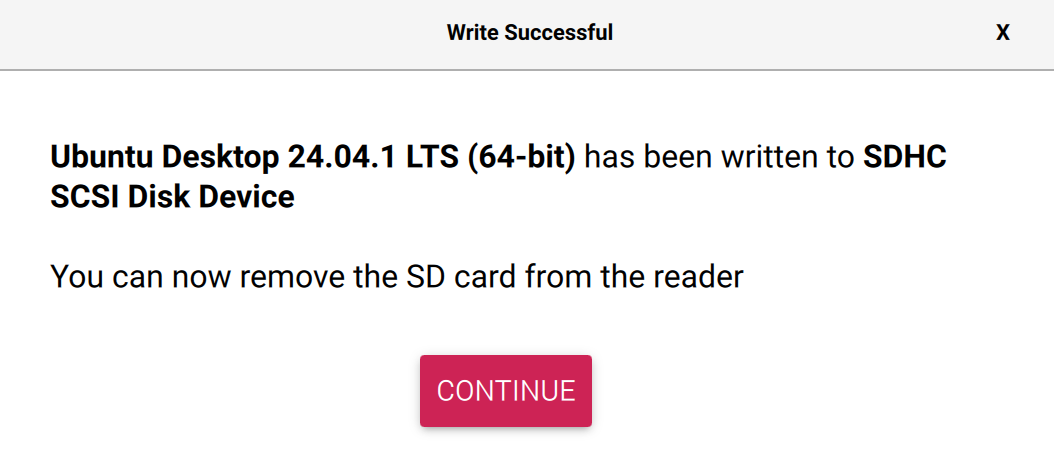 Write Successful X
Ubuntu Desktop 24.04.1 LTS (64-bit) has been written to SDHC
SCSI Disk Device
You can now remove the SD card from the reader
CONTINUE